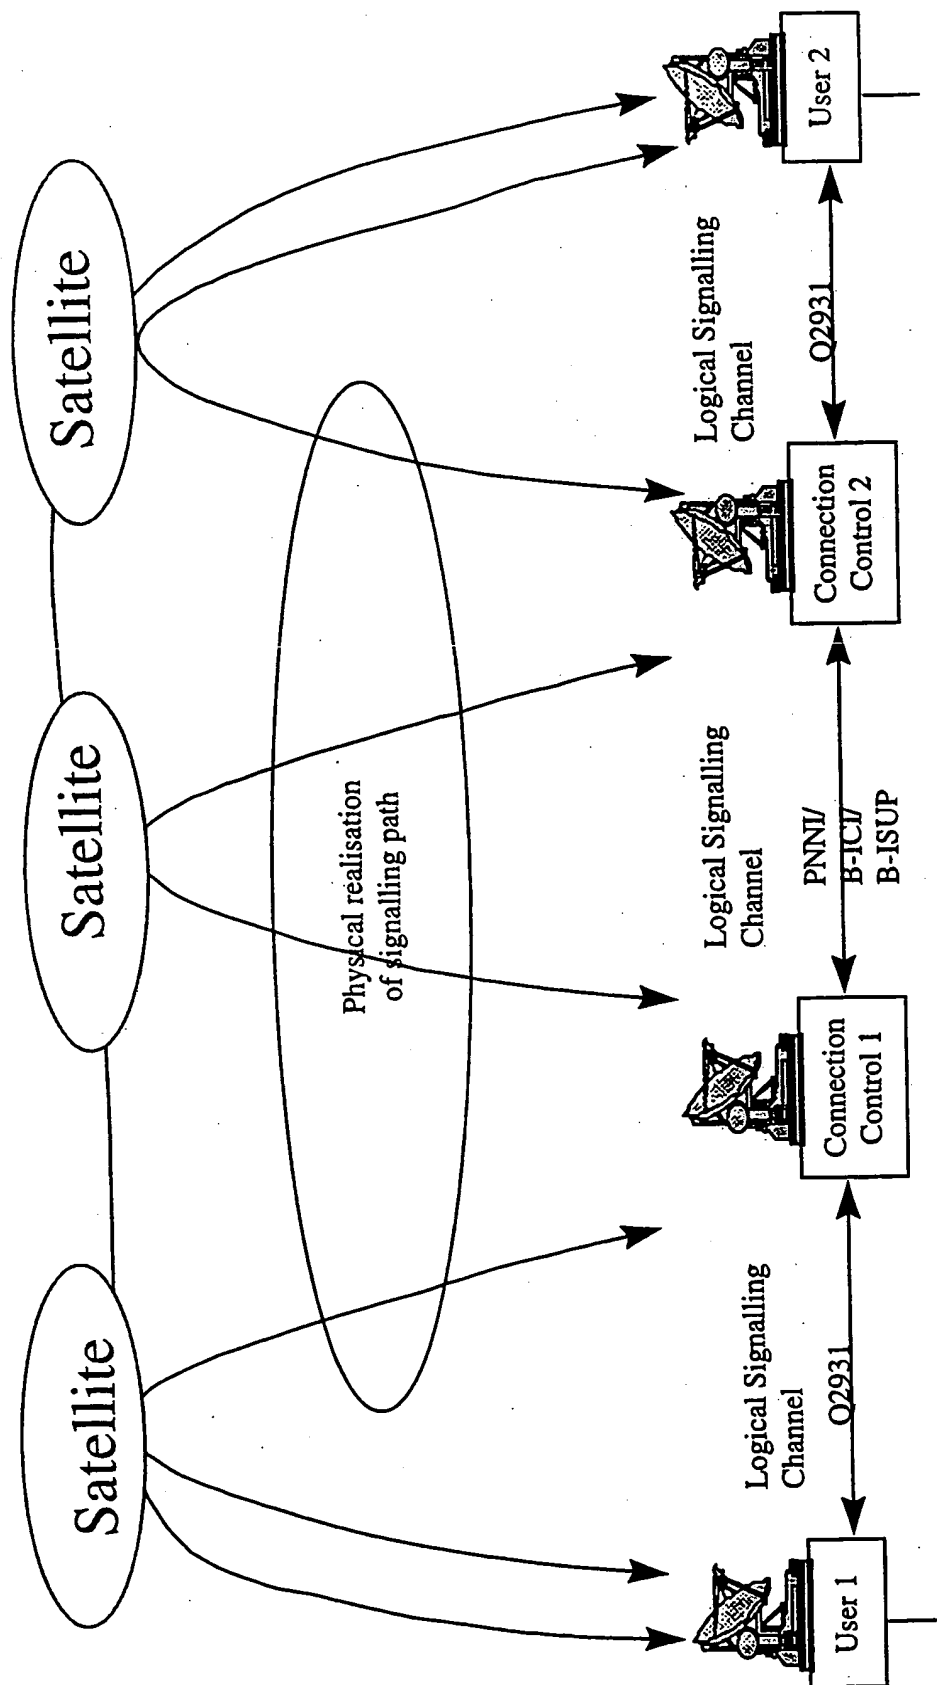 Satellite
Satellite
Satellite
Physical realisation
of signalling path
Logical Signalling
Channel
Logical Signalling
Channel
Logical Signalling
Channel
Q2931
PNNI/
B-ICI/
B-ISUP
Q2931
User 1
Connection
Control 1
Connection
Control 2
User 2